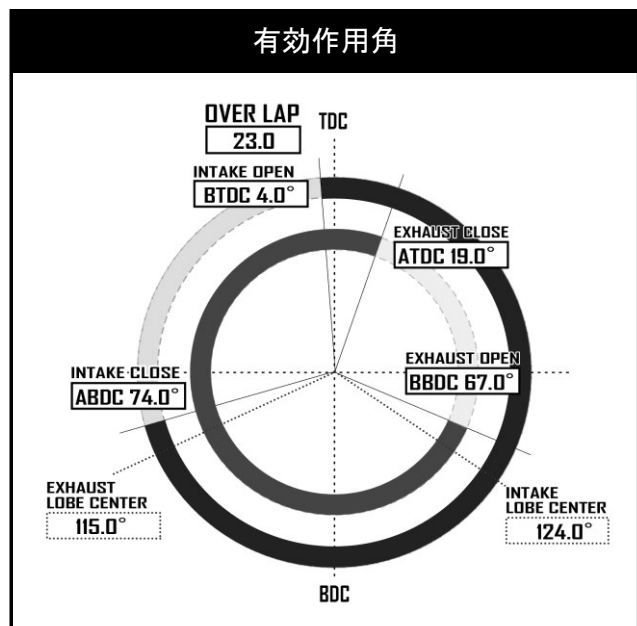 有効作用角
OVER LAP
23.0
TDC
INTAKE OPEN
BTDC 4.0°
EXHAUST CLOSE
ATDC 19.0°
INTAKE CLOSE
ABDC 74.0°
EXHAUST OPEN
BBDC 67.0°
EXHAUST
LOBE CENTER
115.0°
INTAKE
LOBE CENTER
124.0°
BDC